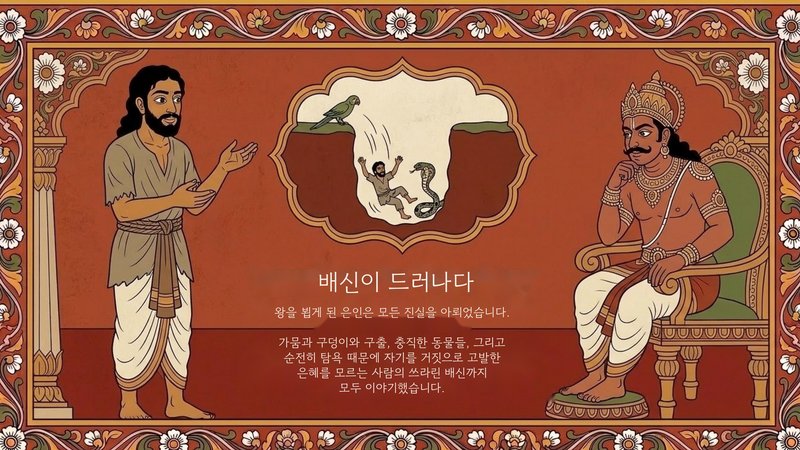 배신이 드러나다
왕을 뵙게 된 은인은 모든 진실을 아뢰었습니다.
가뭄과 구덩이와 구출, 충직한 동물들, 그리고
순전히 탐욕 때문에 자기를 거짓으로 고발한
은혜를 모르는 사람의 쓰라린 배신까지
모두 이야기했습니다.